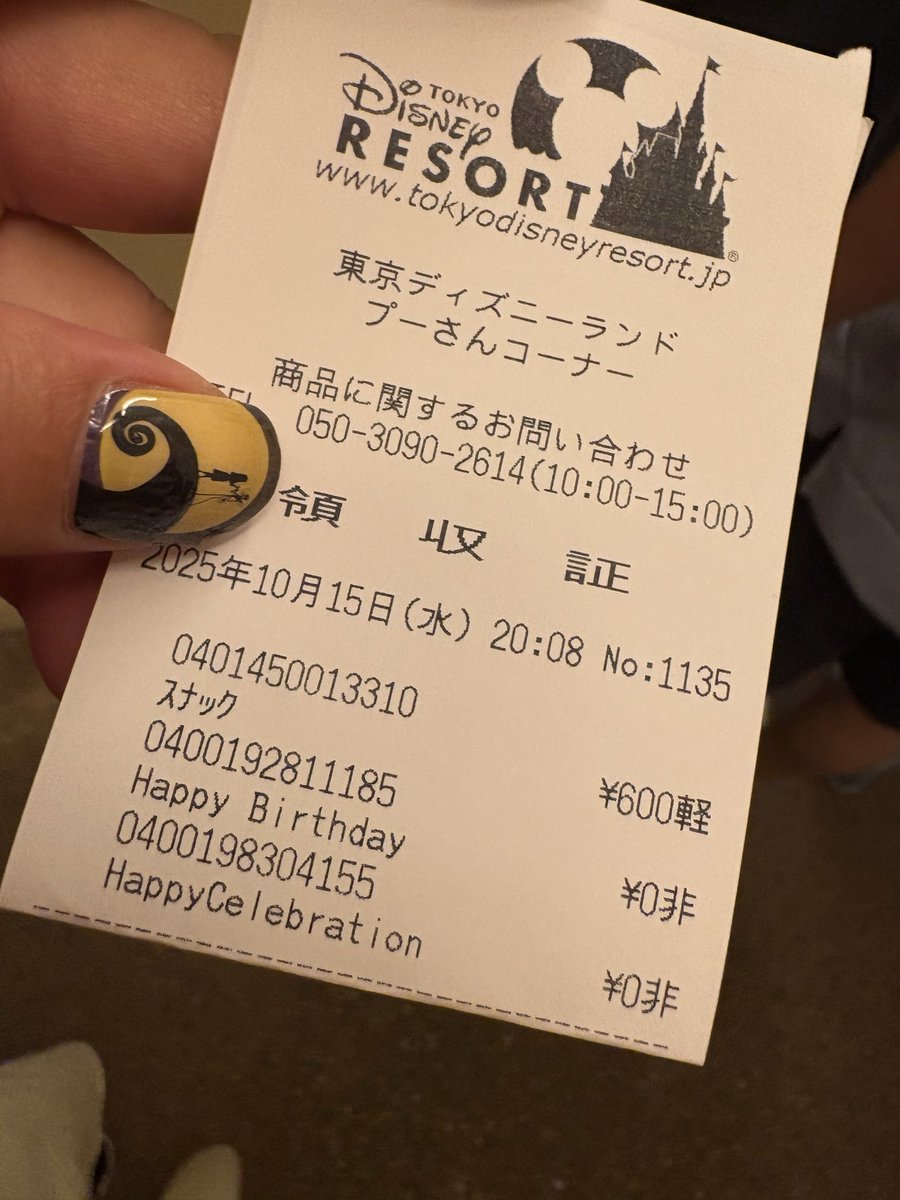 TOKYO
Disney
RESORT®
www.tokyodisneyresort.jp
東京ディズニーランド
プーさんコーナー
商品に関するお問い合わせ
050-3090-2614(10:00-15:00)
領 収 証
2025年10月15日(水) 20:08 No:1135
0401450013310
スナック ¥600軽
0400192811185
Happy Birthday ¥0非
0400198304155
HappyCelebration ¥0非